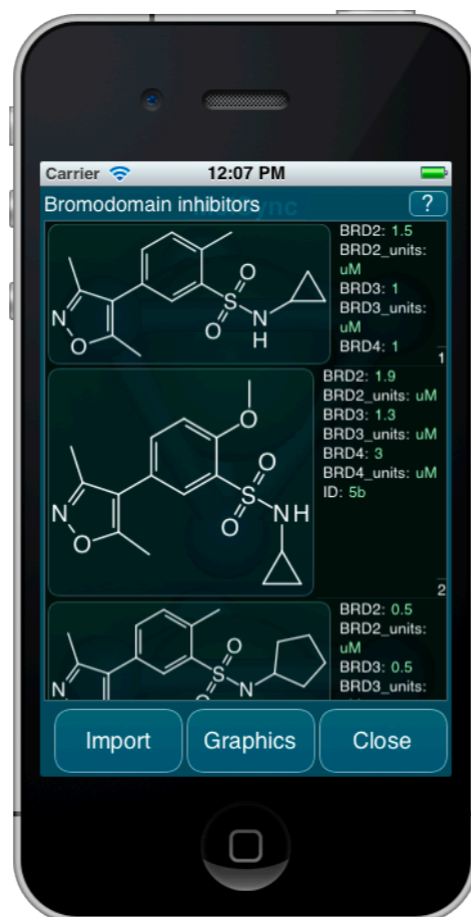 Carrier
12:07 PM
Bromodomain inhibitors
?
BRD2: 1.5
BRD2_units:
uM
BRD3: 1
BRD3_units:
uM
BRD4: 1
1
O
O
S
N
H
N
O
BRD2: 1.9
BRD2_units: uM
BRD3: 1.3
BRD3_units: uM
BRD4: 3
BRD4_units: uM
ID: 5b
2
O
O
S
O
NH
N
O
BRD2: 0.5
BRD2_units:
uM
BRD3: 0.5
BRD3_units:
O
S
N
N
Import
Graphics
Close